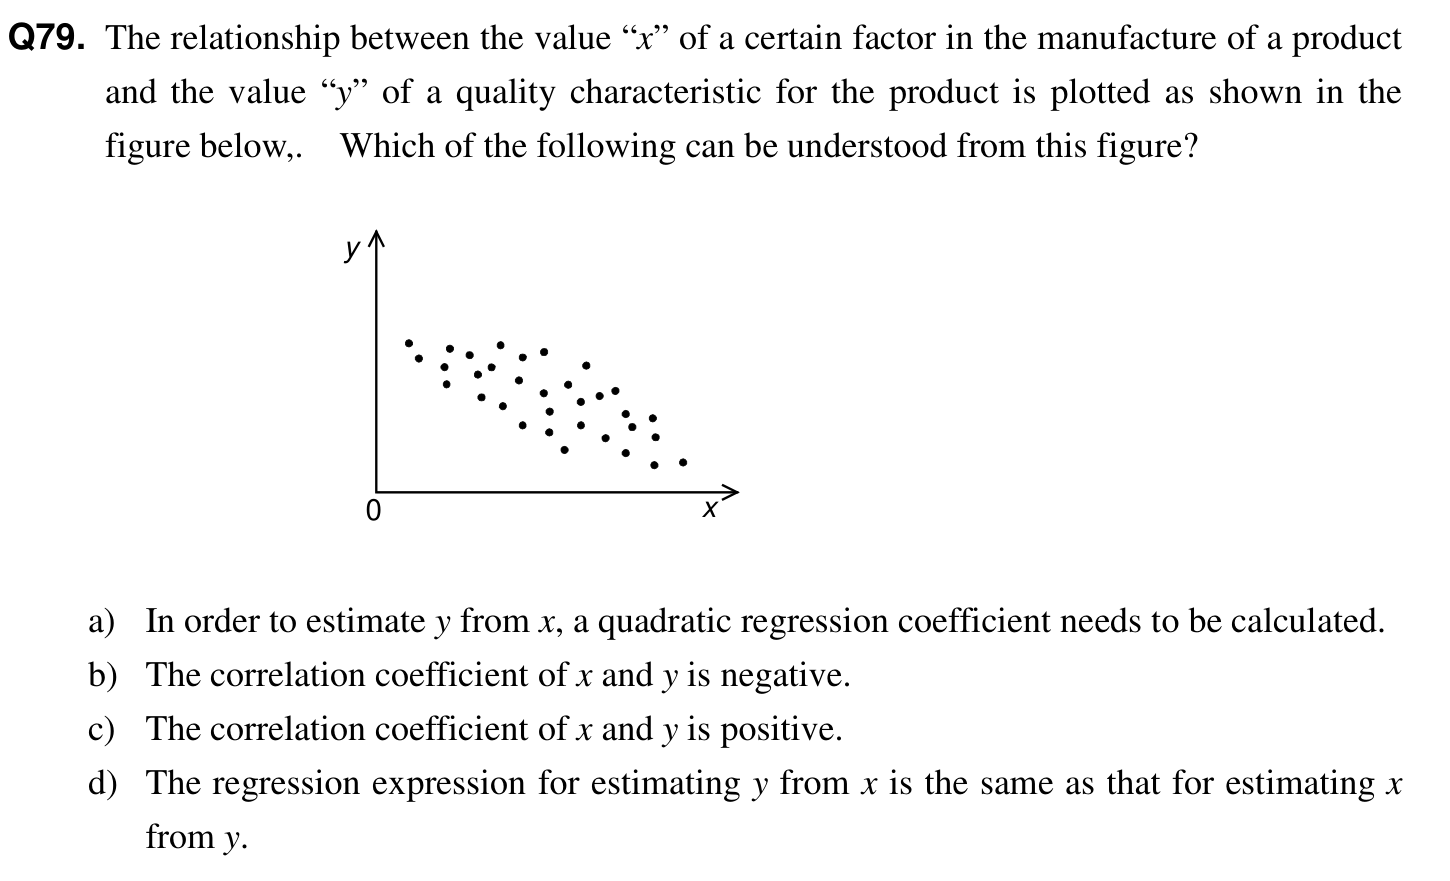 Q79. The relationship between the value “x” of a certain factor in the manufacture of a product
and the value “y” of a quality characteristic for the product is plotted as shown in the
figure below,. Which of the following can be understood from this figure?
y
0
x
a) In order to estimate y from x, a quadratic regression coefficient needs to be calculated.
b) The correlation coefficient of x and y is negative.
c) The correlation coefficient of x and y is positive.
d) The regression expression for estimating y from x is the same as that for estimating x
from y.